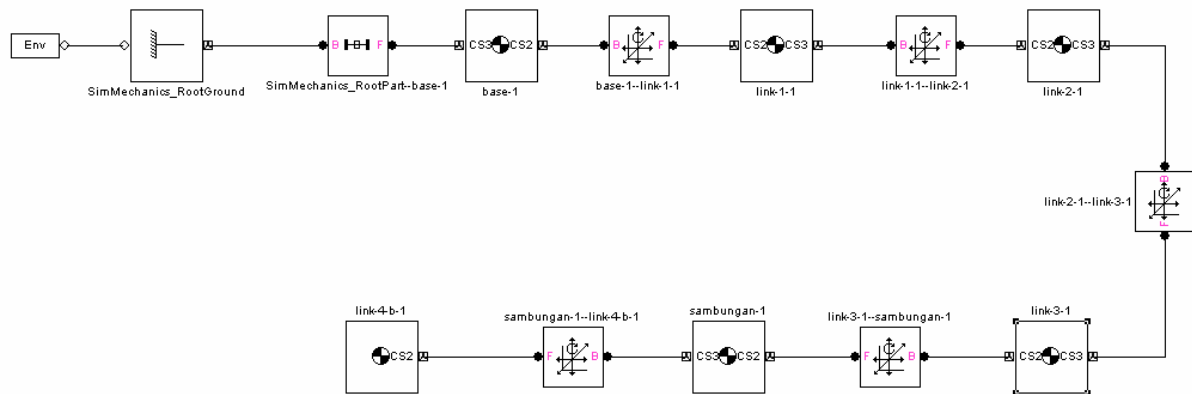 Env
B F
CS3 CS2
B C F
CS2 CS3
B C F
CS2 CS3
SimMechanics_RootGround
SimMechanics_RootPart--base-1
base-1
base-1--link-1-1
link-1-1
link-1-1--link-2-1
link-2-1
B
C
F
link-2-1--link-3-1
link-4-b-1
sambungan-1--link-4-b-1
sambungan-1
link-3-1--sambungan-1
link-3-1
CS2
F C B
CS3 CS2
F C B
CS2 CS3